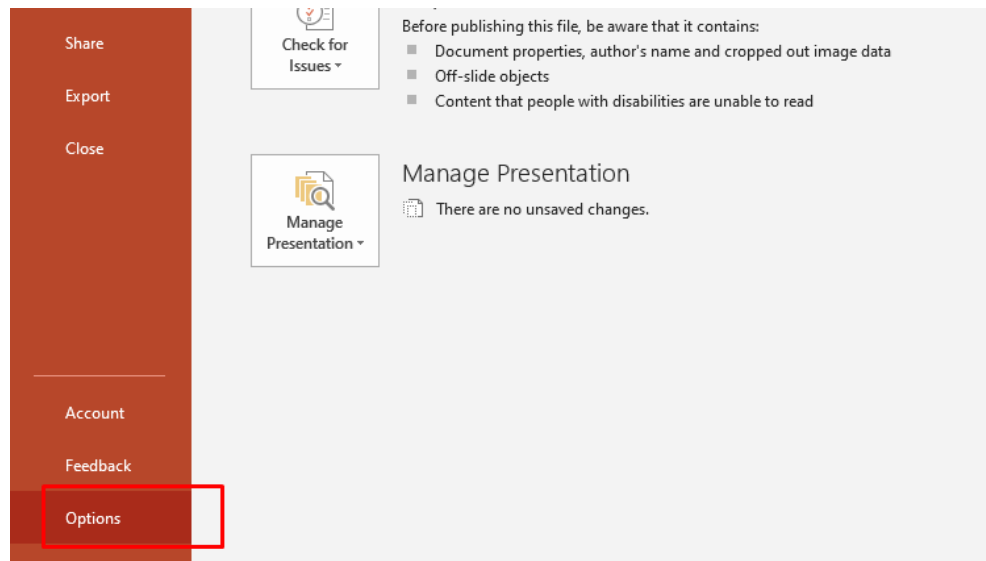 Share
Export
Close
Account
Feedback
Options
Check for
Issues
Before publishing this file, be aware that it contains:
Document properties, author's name and cropped out image data
Off-slide objects
Content that people with disabilities are unable to read
Manage
Presentation
Manage Presentation
There are no unsaved changes.